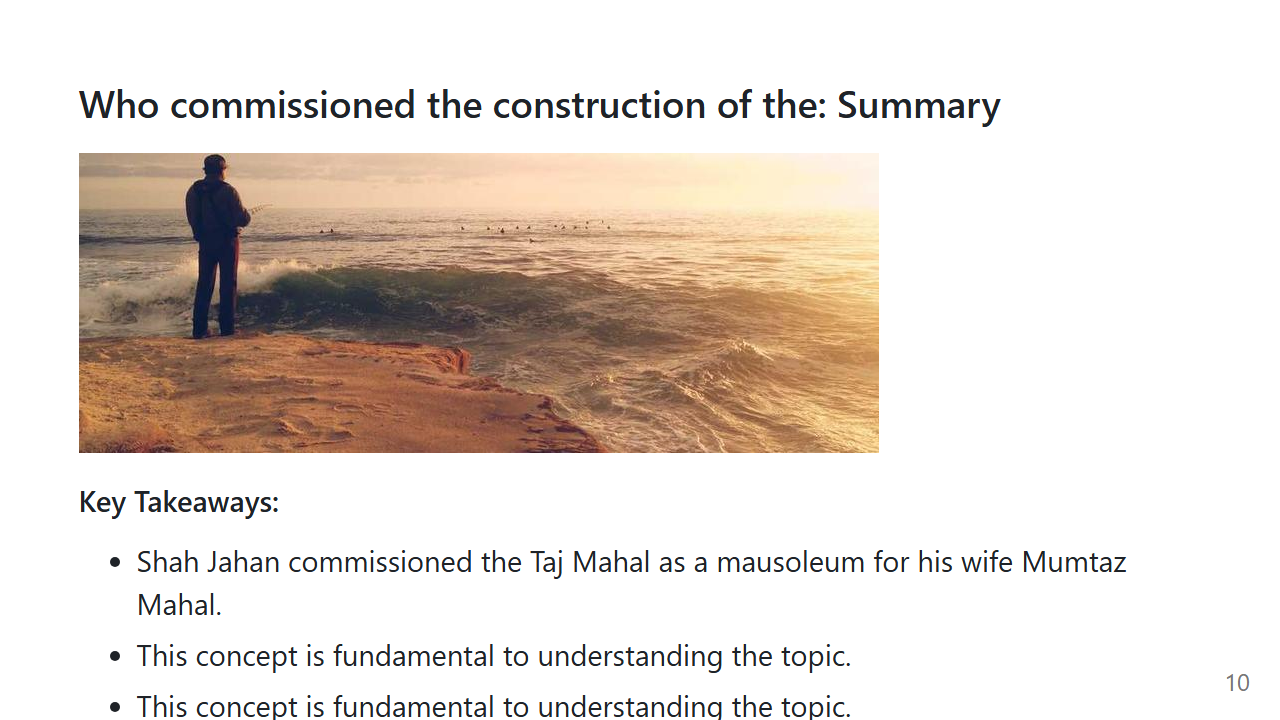 Who commissioned the construction of the: Summary
Key Takeaways:
• Shah Jahan commissioned the Taj Mahal as a mausoleum for his wife Mumtaz
Mahal.
• This concept is fundamental to understanding the topic.
• This concept is fundamental to understanding the topic.
10